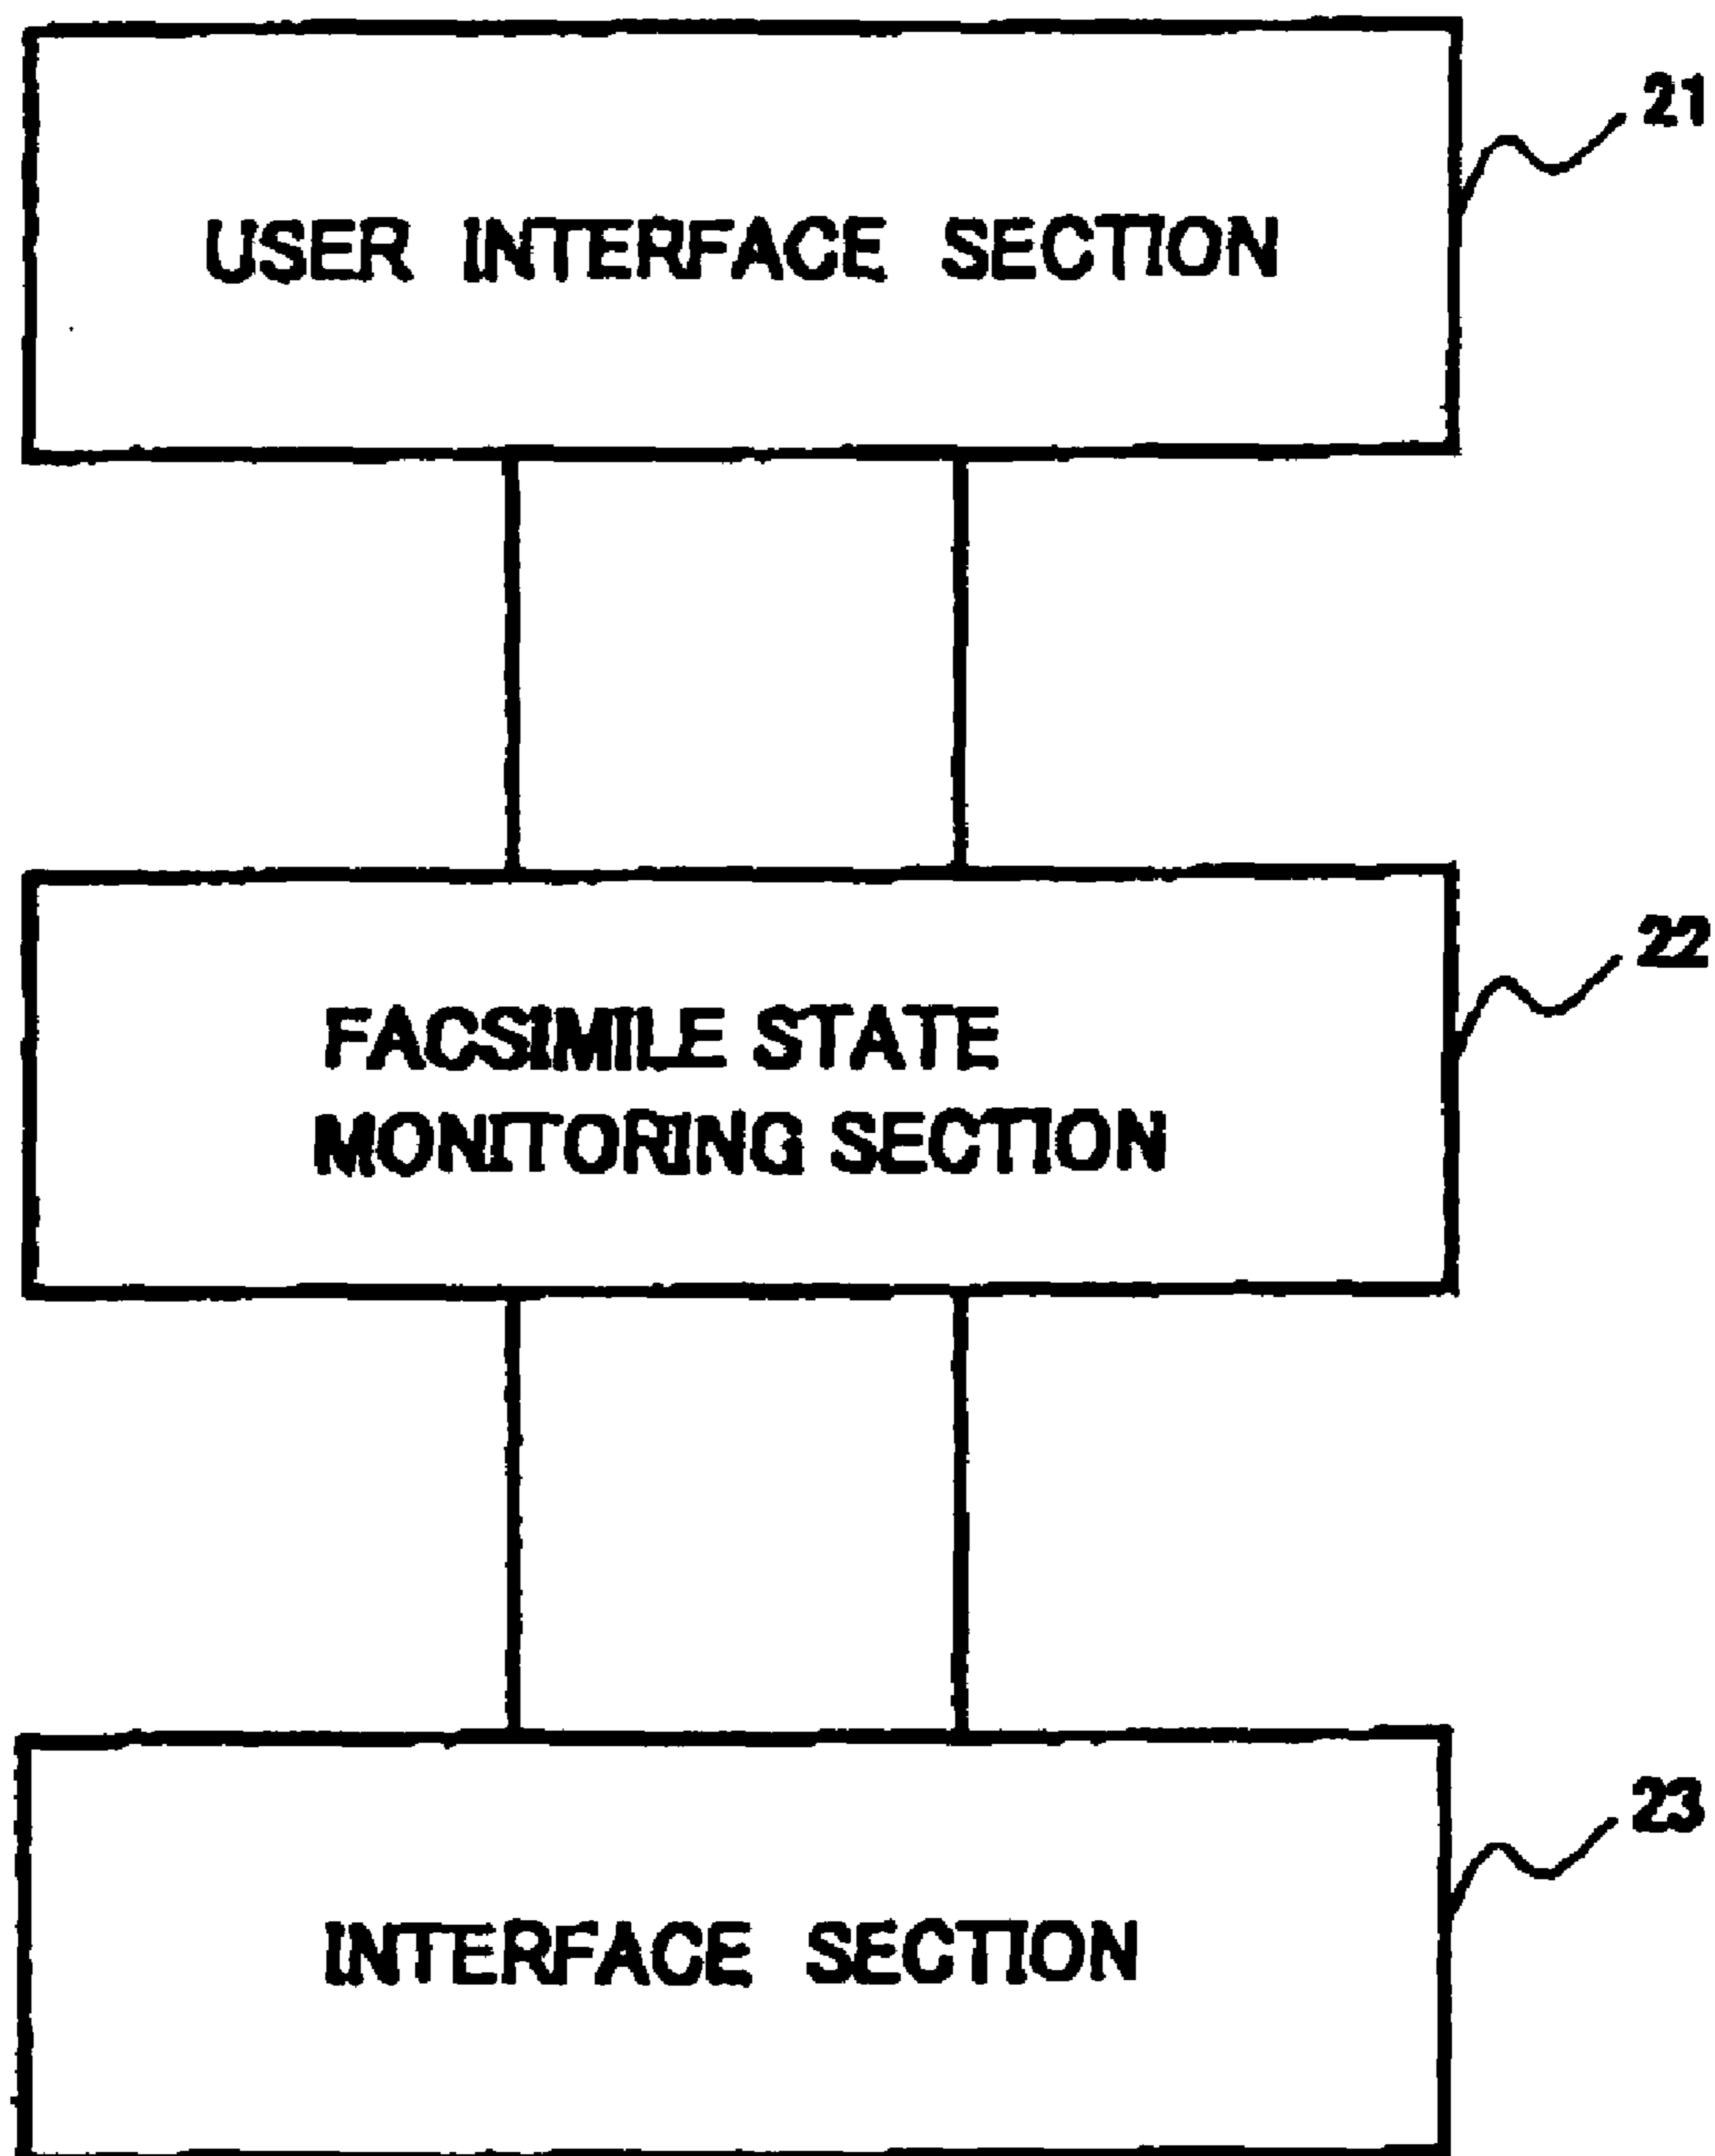 21
USER INTERFACE SECTION
22
FACSIMILE STATE
MONITORING SECTION
23
INTERFACE SECTION